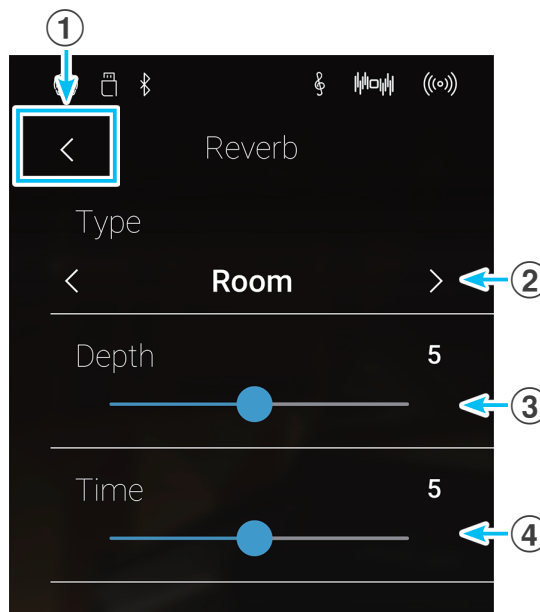 ①
< Reverb
Type
< Room > ②
Depth 5
③
Time 5
④